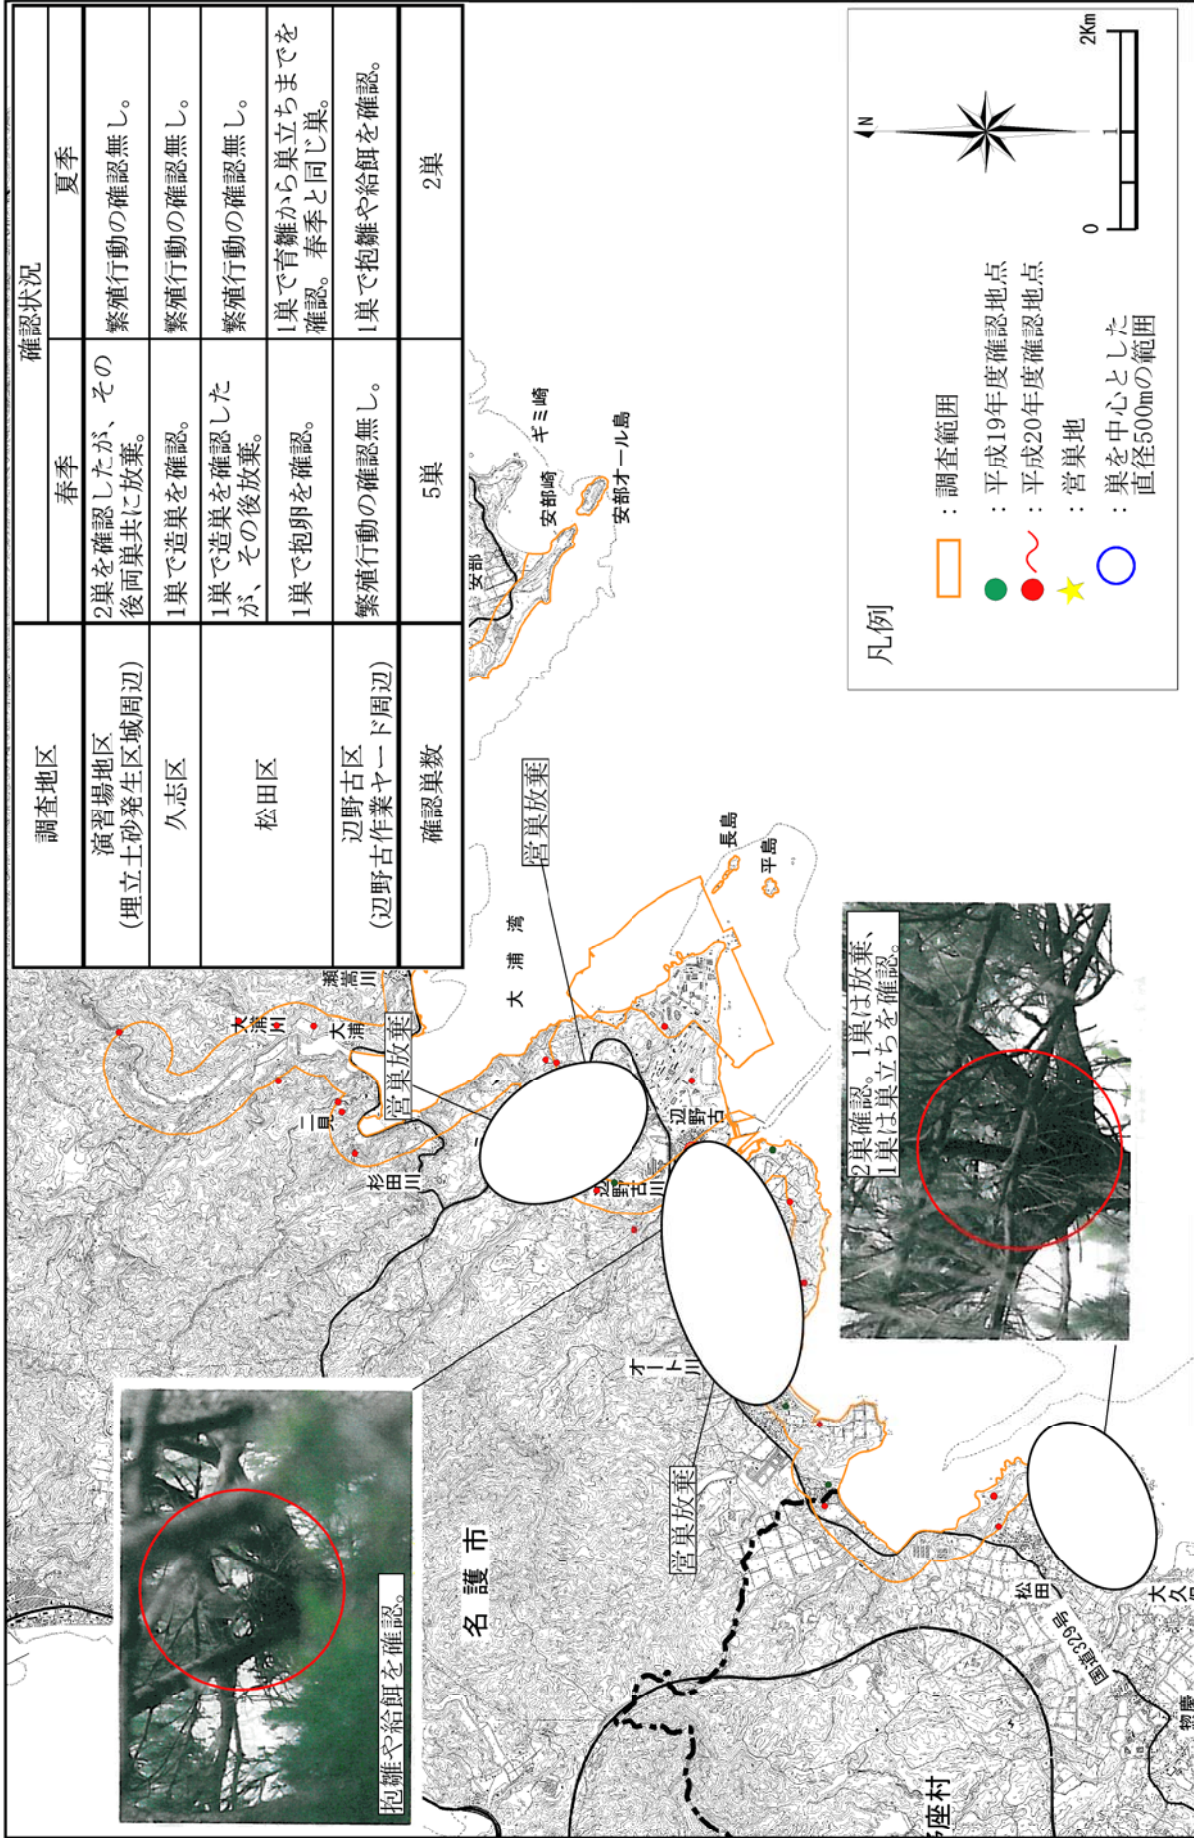 調査地区
確認状況
春季
夏季
演習場地区
(埋立土砂発生区域周辺)
2巣を確認したが、その
後両巣共に放棄。
繁殖行動の確認無し。
久志区
1巣で造巣を確認。
繁殖行動の確認無し。
松田区
1巣で造巣を確認した
が、その後放棄。
繁殖行動の確認無し。
1巣で抱卵を確認。
1巣で育雛から巣立ちまでを
確認。春季と同じ巣。
辺野古区
(辺野古作業ヤード周辺)
繁殖行動の確認無し。
1巣で抱雛や給餌を確認。
確認巣数
5巣
2巣
抱雛や給餌を確認。
名護市
国道329号
松田
大久
惣慶
座村
営巣放棄
オート川
杉田川
二見
大浦川
大浦
瀬嵩川
営巣放棄
辺野古川
辺野古
営巣放棄
大浦湾
長島
平島
安部
安部崎
ギミ崎
安部オール島
2巣確認。1巣は放棄、
1巣は巣立ちを確認。
凡例
:調査範囲
:平成19年度確認地点
:平成20年度確認地点
:営巣地
:巣を中心とした
直径500mの範囲
N
0
1
2Km